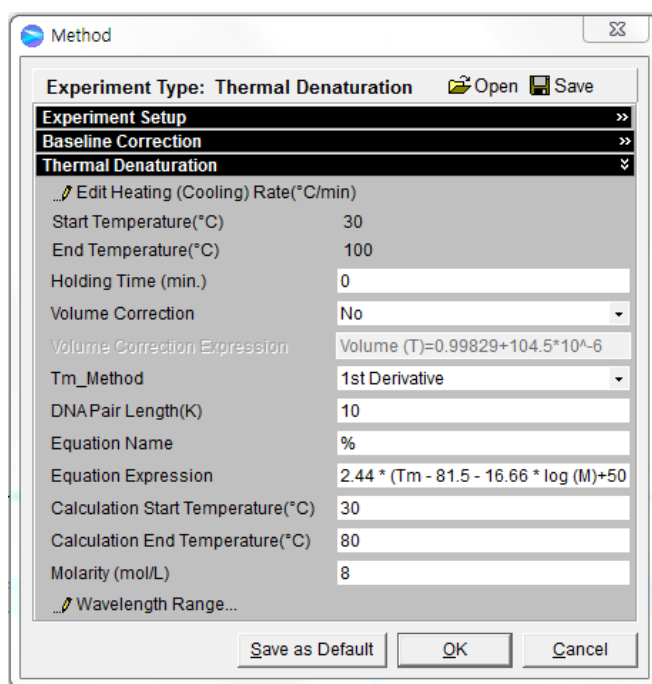 Method
Experiment Type: Thermal Denaturation Open Save
Experiment Setup »
Baseline Correction »
Thermal Denaturation
Edit Heating (Cooling) Rate(°C/min)
Start Temperature(°C) 30
End Temperature(°C) 100
Holding Time (min.) 0
Volume Correction No
Volume Correction Expression Volume (T)=0.99829+104.5*10^-6
Tm_Method 1st Derivative
DNA Pair Length(K) 10
Equation Name %
Equation Expression 2.44 * (Tm - 81.5 - 16.66 * log (M)+50
Calculation Start Temperature(°C) 30
Calculation End Temperature(°C) 80
Molarity (mol/L) 8
Wavelength Range...
Save as Default OK Cancel